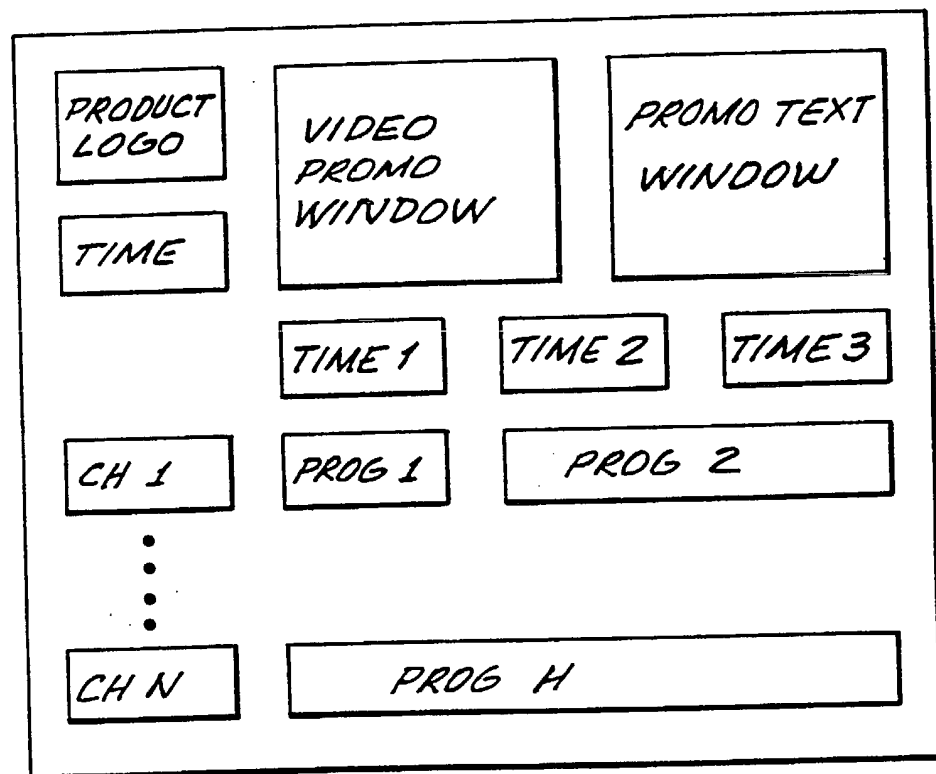 PRODUCT
LOGO
TIME
VIDEO
PROMO
WINDOW
PROMO TEXT
WINDOW
TIME 1
TIME 2
TIME 3
CH 1
PROG 1
PROG 2
CH N
PROG H